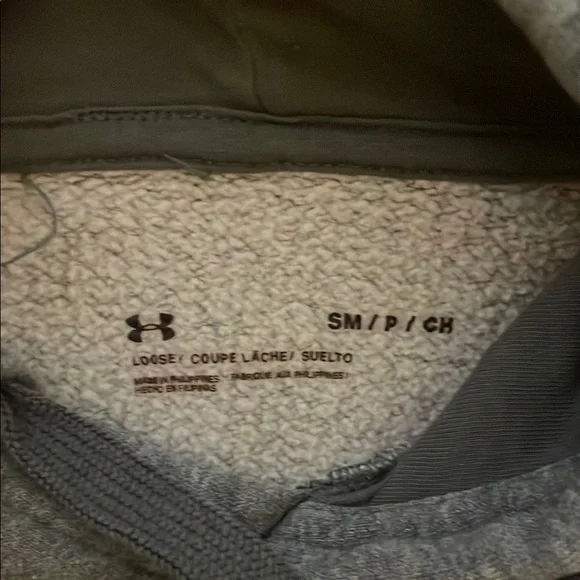 SM / P / CH
LOOSE / COUPE LÂCHE / SUELTO
MADE IN PHILIPPINES / FABRIQUÉ AUX PHILIPPINES /
HECHO EN FILIPINAS